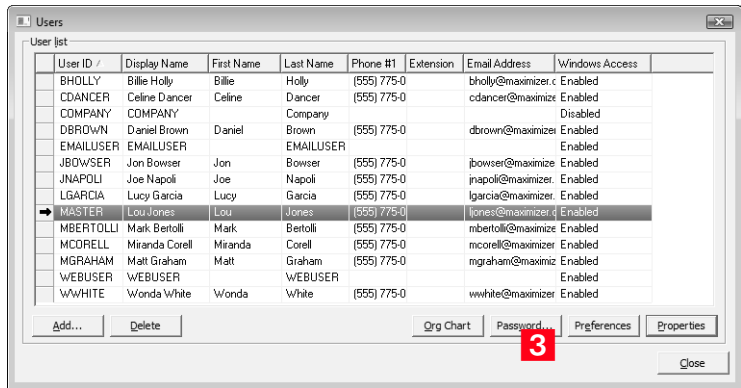 Users
User list
User ID / Display Name First Name Last Name Phone #1 Extension Email Address Windows Access
BHOLLY Billie Holly Billie Holly (555) 775-0 bholly@maximizer.c Enabled
CDANCER Celine Dancer Celine Dancer (555) 775-0 cdancer@maximize Enabled
COMPANY COMPANY Company Disabled
DBROWN Daniel Brown Daniel Brown (555) 775-0 dbrown@maximizer Enabled
EMAILUSER EMAILUSER EMAILUSER Enabled
JBOWSER Jon Bowser Jon Bowser (555) 775-0 jbowser@maximize Enabled
JNAPOLI Joe Napoli Joe Napoli (555) 775-0 jnapoli@maximizer. Enabled
LGARCIA Lucy Garcia Lucy Garcia (555) 775-0 lgarcia@maximizer. Enabled
MASTER Lou Jones Lou Jones (555) 775-0 ljones@maximizer.c Enabled
MBERTOLLI Mark Bertolli Mark Bertolli (555) 775-0 mbertolli@maximize Enabled
MCORELL Miranda Corell Miranda Corell (555) 775-0 mcorell@maximizer Enabled
MGRAHAM Matt Graham Matt Graham (555) 775-0 mgraham@maximiz Enabled
WEBUSER WEBUSER WEBUSER Enabled
WWHITE Wonda White Wonda White (555) 775-0 wwhite@maximizer Enabled
Add... Delete Org Chart Password... Preferences Properties
3
Close